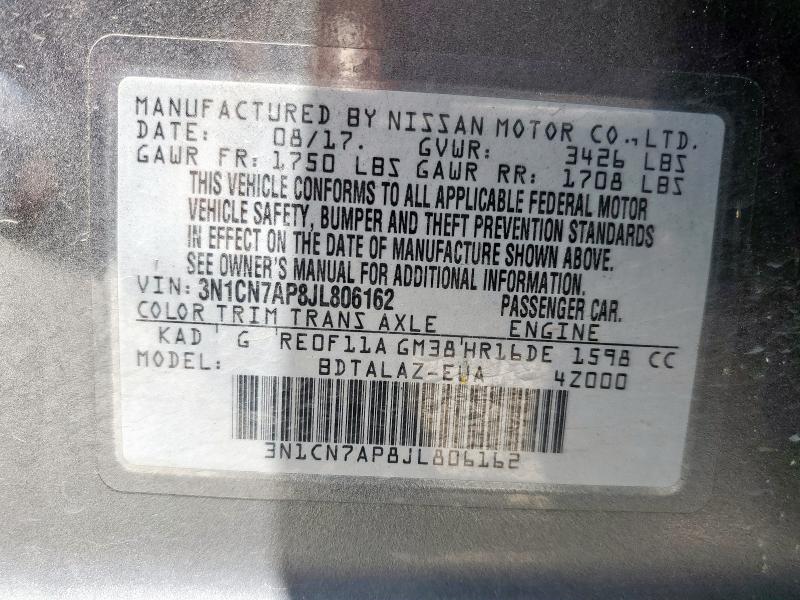 MANUFACTURED BY NISSAN MOTOR CO., LTD.
DATE: 08/17. GVWR: 3426 LBS
GAWR FR: 1750 LBS GAWR RR: 1708 LBS
THIS VEHICLE CONFORMS TO ALL APPLICABLE FEDERAL MOTOR
VEHICLE SAFETY, BUMPER AND THEFT PREVENTION STANDARDS
IN EFFECT ON THE DATE OF MANUFACTURE SHOWN ABOVE.
SEE OWNER'S MANUAL FOR ADDITIONAL INFORMATION.
VIN: 3N1CN7AP8JL806162 PASSENGER CAR.
COLOR TRIM TRANS AXLE ENGINE
KAD G RE0F11A GM38 HR16DE 1598 CC
MODEL: BDTALAZ-EUA 4Z000
3N1CN7AP8JL806162